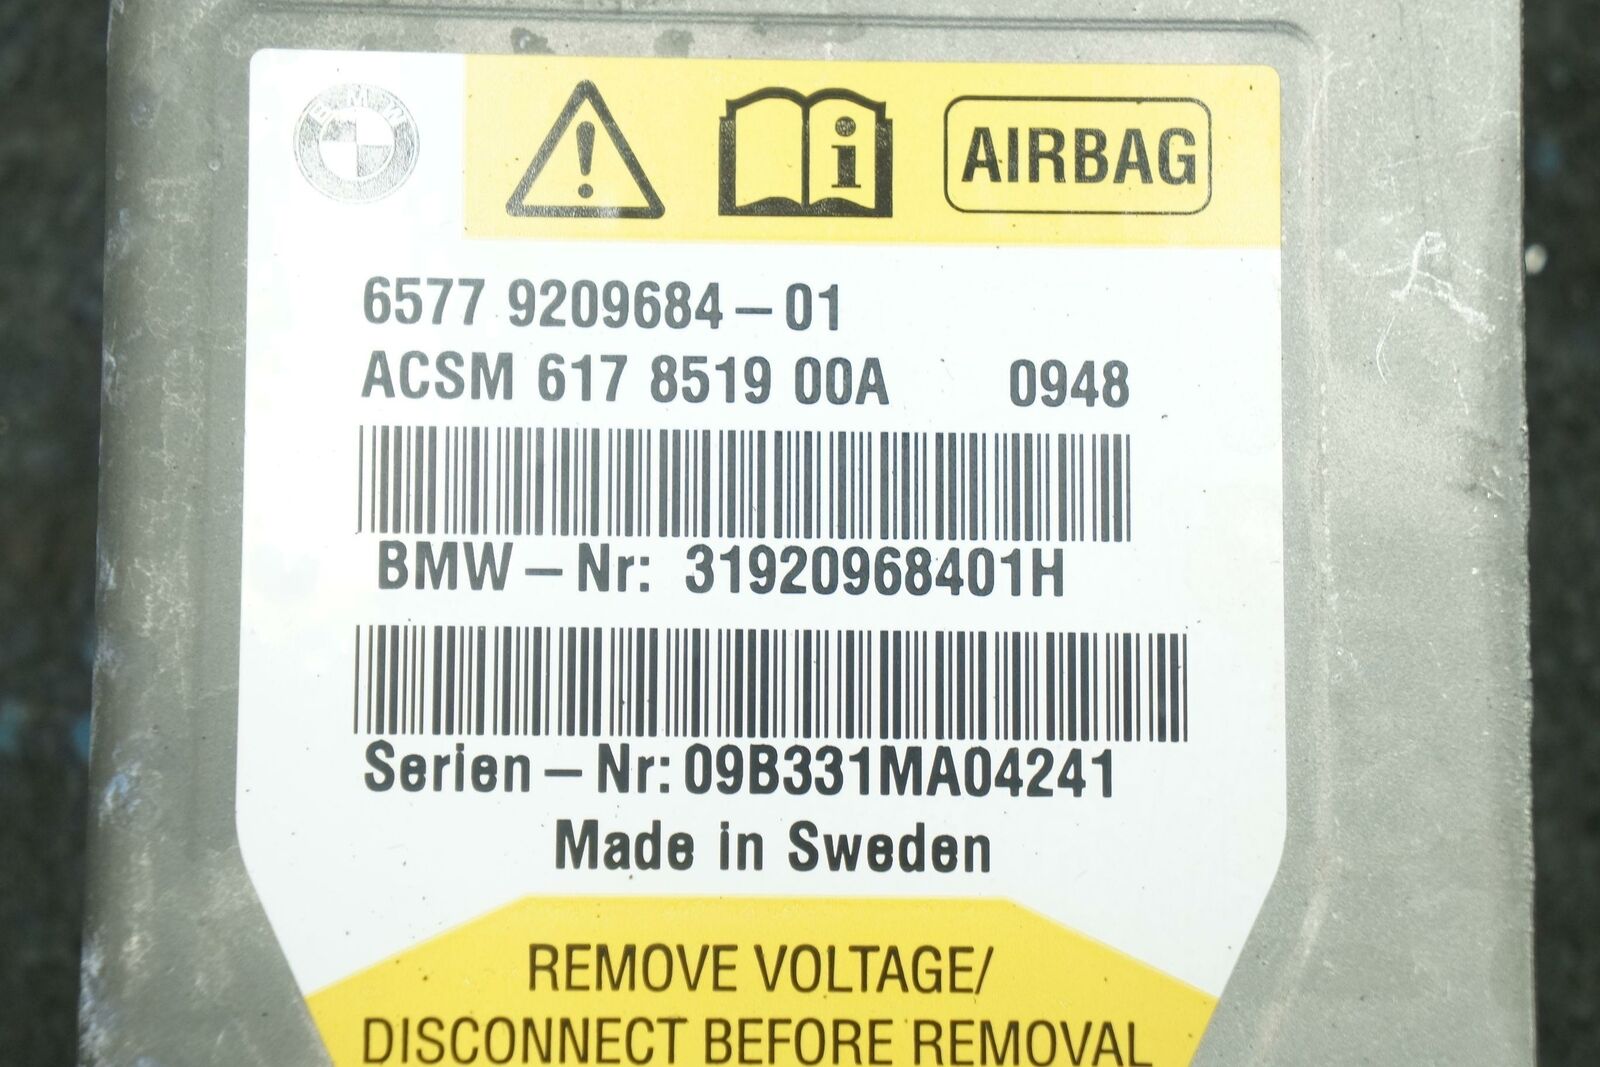 BMW
i
AIRBAG
6577 9209684-01
ACSM 617 8519 00A 0948
BMW-Nr: 31920968401H
Serien-Nr: 09B331MA04241
Made in Sweden
REMOVE VOLTAGE/
DISCONNECT BEFORE REMOVAL